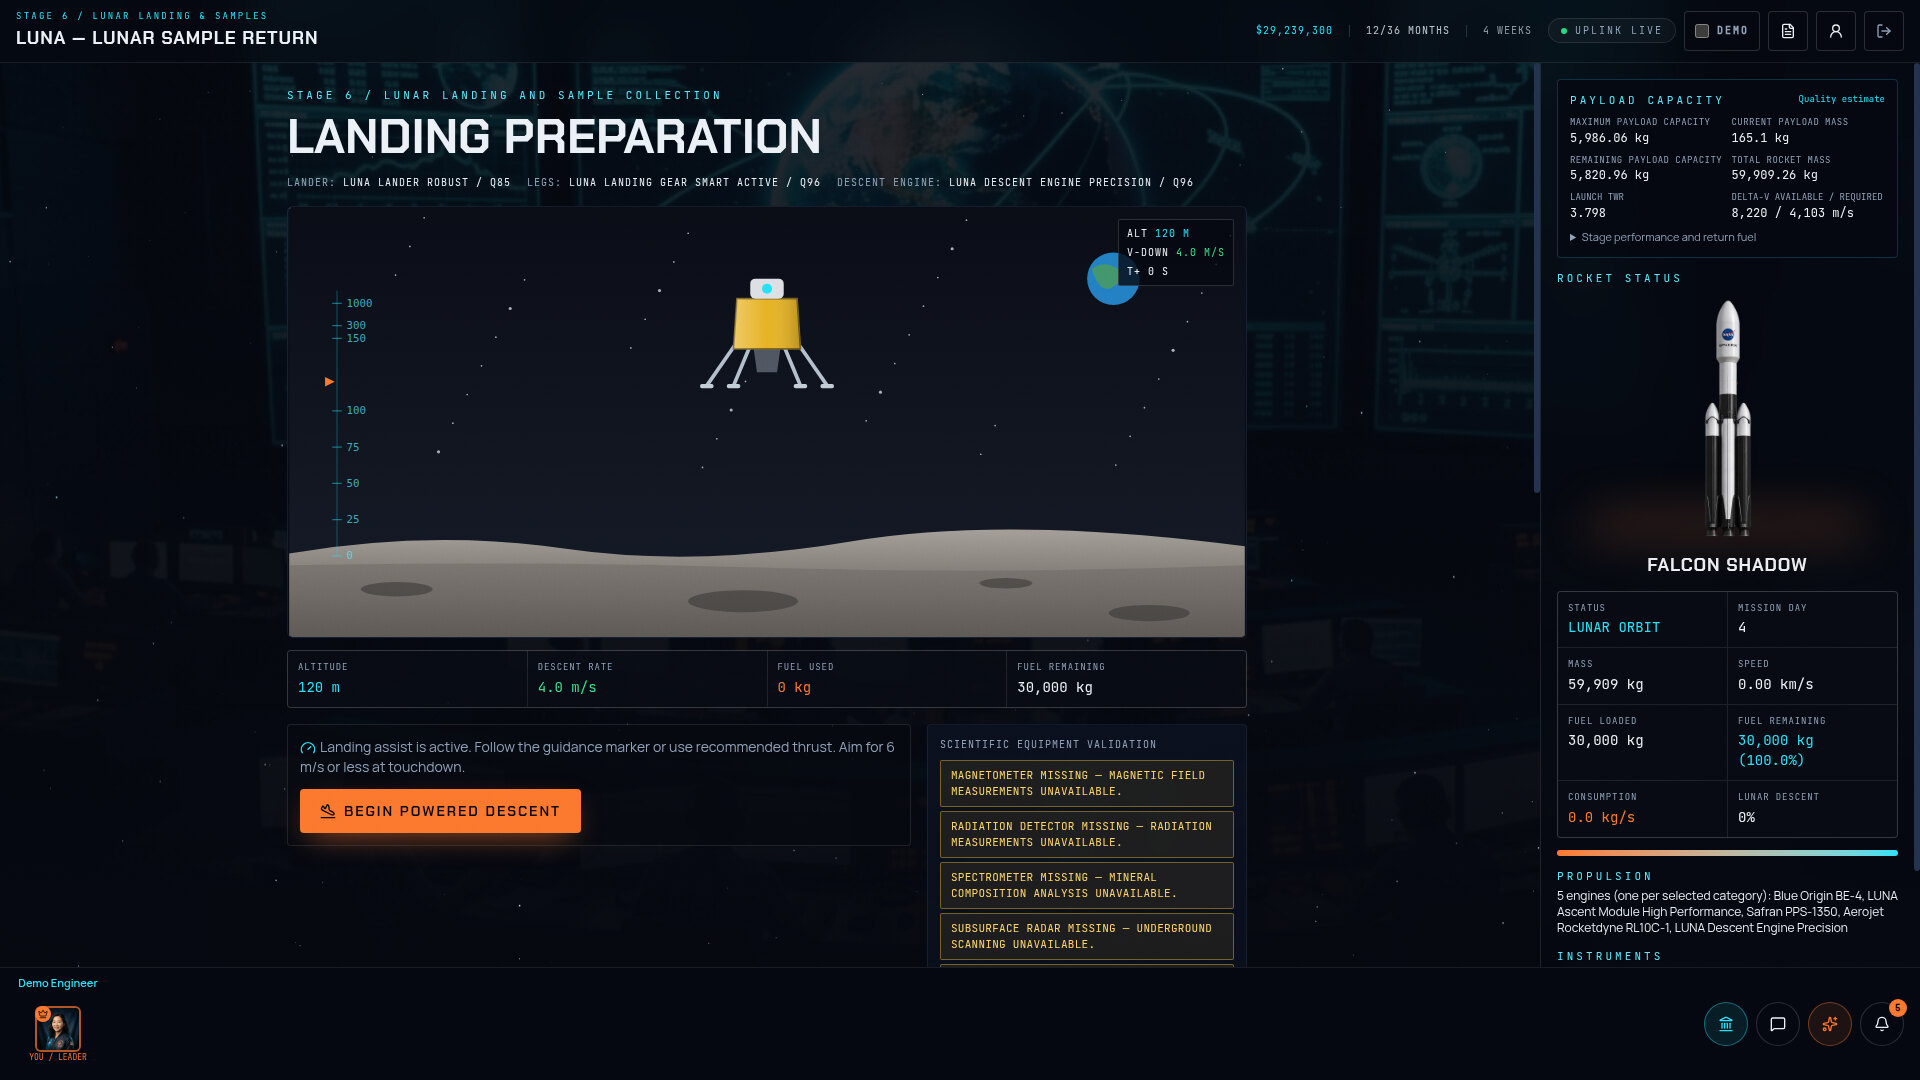 STAGE 6 / LUNAR LANDING & SAMPLES
LUNA — LUNAR SAMPLE RETURN
$29,239,300
12/36 MONTHS
4 WEEKS
UPLINK LIVE
DEMO
STAGE 6 / LUNAR LANDING AND SAMPLE COLLECTION
LANDING PREPARATION
LANDER: LUNA LANDER ROBUST / Q85 LEGS: LUNA LANDING GEAR SMART ACTIVE / Q96 DESCENT ENGINE: LUNA DESCENT ENGINE PRECISION / Q96
ALT 120 M
V-DOWN 4.0 M/S
T+ 0 S
1000
300
150
100
75
50
25
0
ALTITUDE
120 m
DESCENT RATE
4.0 m/s
FUEL USED
0 kg
FUEL REMAINING
30,000 kg
Landing assist is active. Follow the guidance marker or use recommended thrust. Aim for 6
m/s or less at touchdown.
BEGIN POWERED DESCENT
SCIENTIFIC EQUIPMENT VALIDATION
MAGNETOMETER MISSING — MAGNETIC FIELD
MEASUREMENTS UNAVAILABLE.
RADIATION DETECTOR MISSING — RADIATION
MEASUREMENTS UNAVAILABLE.
SPECTROMETER MISSING — MINERAL
COMPOSITION ANALYSIS UNAVAILABLE.
SUBSURFACE RADAR MISSING — UNDERGROUND
SCANNING UNAVAILABLE.
PAYLOAD CAPACITY
Quality estimate
MAXIMUM PAYLOAD CAPACITY
5,986.06 kg
CURRENT PAYLOAD MASS
165.1 kg
REMAINING PAYLOAD CAPACITY
5,820.96 kg
TOTAL ROCKET MASS
59,909.26 kg
LAUNCH TWR
3.798
DELTA-V AVAILABLE / REQUIRED
8,220 / 4,103 m/s
Stage performance and return fuel
ROCKET STATUS
FALCON SHADOW
STATUS
LUNAR ORBIT
MISSION DAY
4
MASS
59,909 kg
SPEED
0.00 km/s
FUEL LOADED
30,000 kg
FUEL REMAINING
30,000 kg
(100.0%)
CONSUMPTION
0.0 kg/s
LUNAR DESCENT
0%
PROPULSION
5 engines (one per selected category): Blue Origin BE-4, LUNA
Ascent Module High Performance, Safran PPS-1350, Aerojet
Rocketdyne RL10C-1, LUNA Descent Engine Precision
INSTRUMENTS
Demo Engineer
YOU / LEADER
5